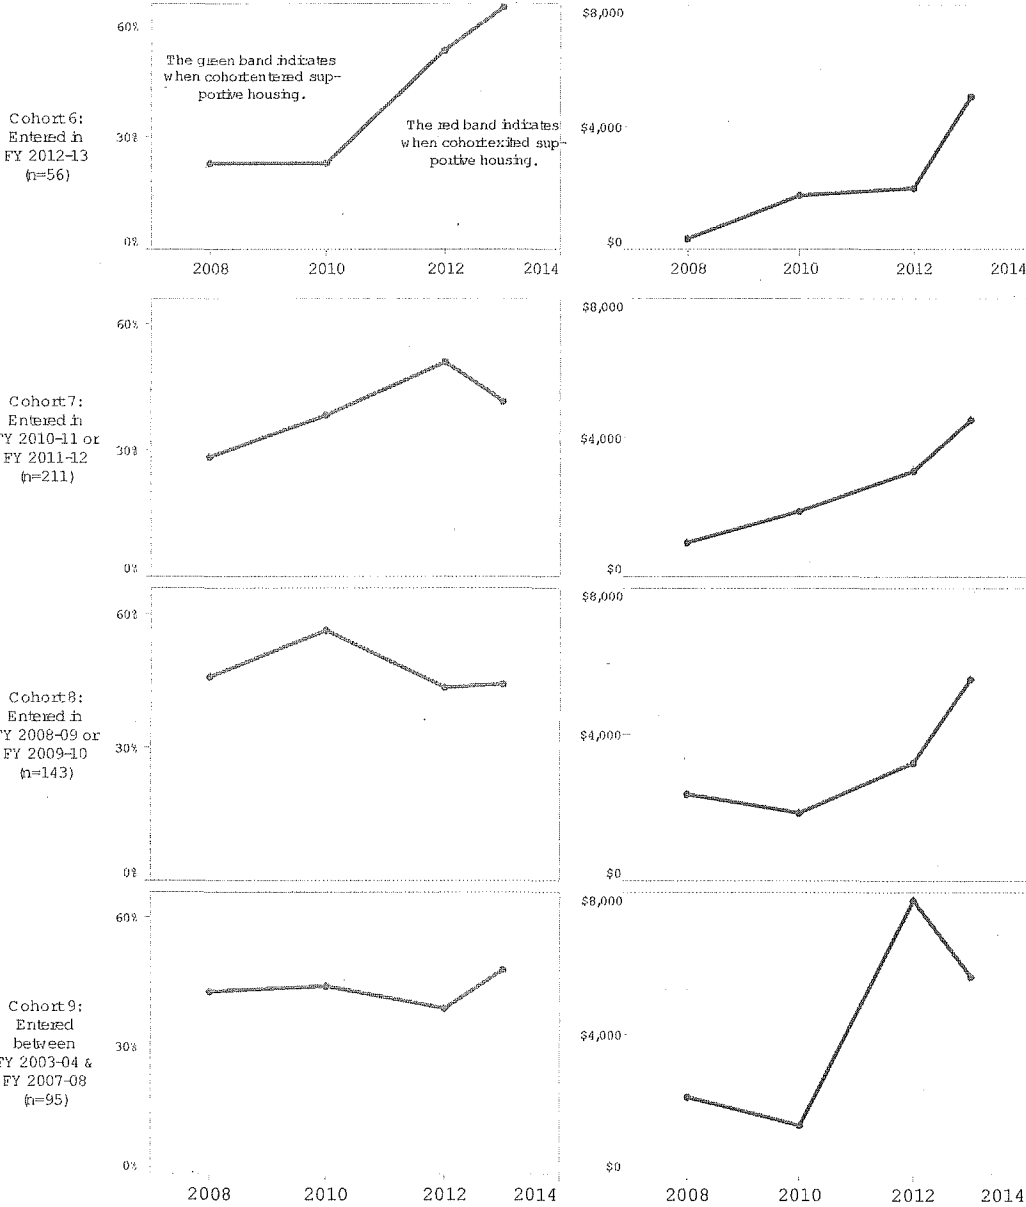 60%
The green band indicates
when cohort entered sup-
portive housing.
30%
The red band indicates
when cohort exited sup-
portive housing.
0%
Cohort 6:
Entered in
FY 2012-13
(n=56)
2008 2010 2012 2014
$8,000
$4,000
$0
2008 2010 2012 2014
60%
30%
0%
Cohort 7:
Entered in
FY 2010-11 or
FY 2011-12
(n=211)
$8,000
$4,000
$0
60%
30%
0%
Cohort 8:
Entered in
FY 2008-09 or
FY 2009-10
(n=143)
$8,000
$4,000
$0
60%
30%
0%
Cohort 9:
Entered
between
FY 2003-04 &
FY 2007-08
(n=95)
2008 2010 2012 2014
$8,000
$4,000
$0
2008 2010 2012 2014